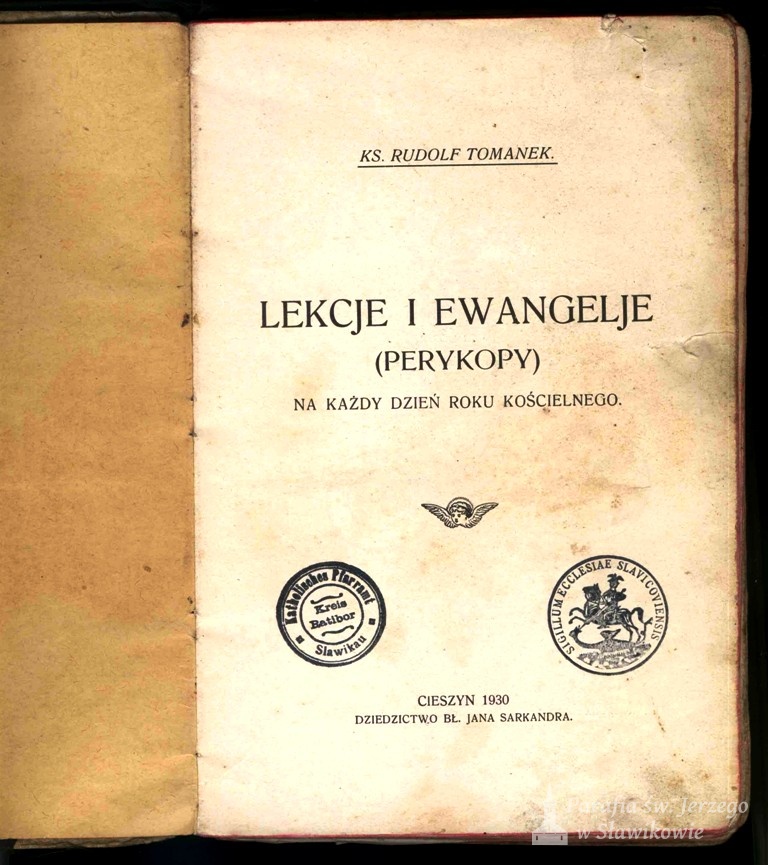 KS. RUDOLF TOMANEK.
LEKCJE I EWANGELJE
(PERYKOPY)
NA KAŻDY DZIEŃ ROKU KOŚCIELNEGO.
Katholisches Pfarramt
Kreis
Ratibor
Slawikau
SIGILLUM ECCLESIAE SLAVICOVIENSIS
CIESZYN 1930
DZIEDZICTWO BŁ. JANA SARKANDRA.
Parafia św. Jerzego
w Sławikowie